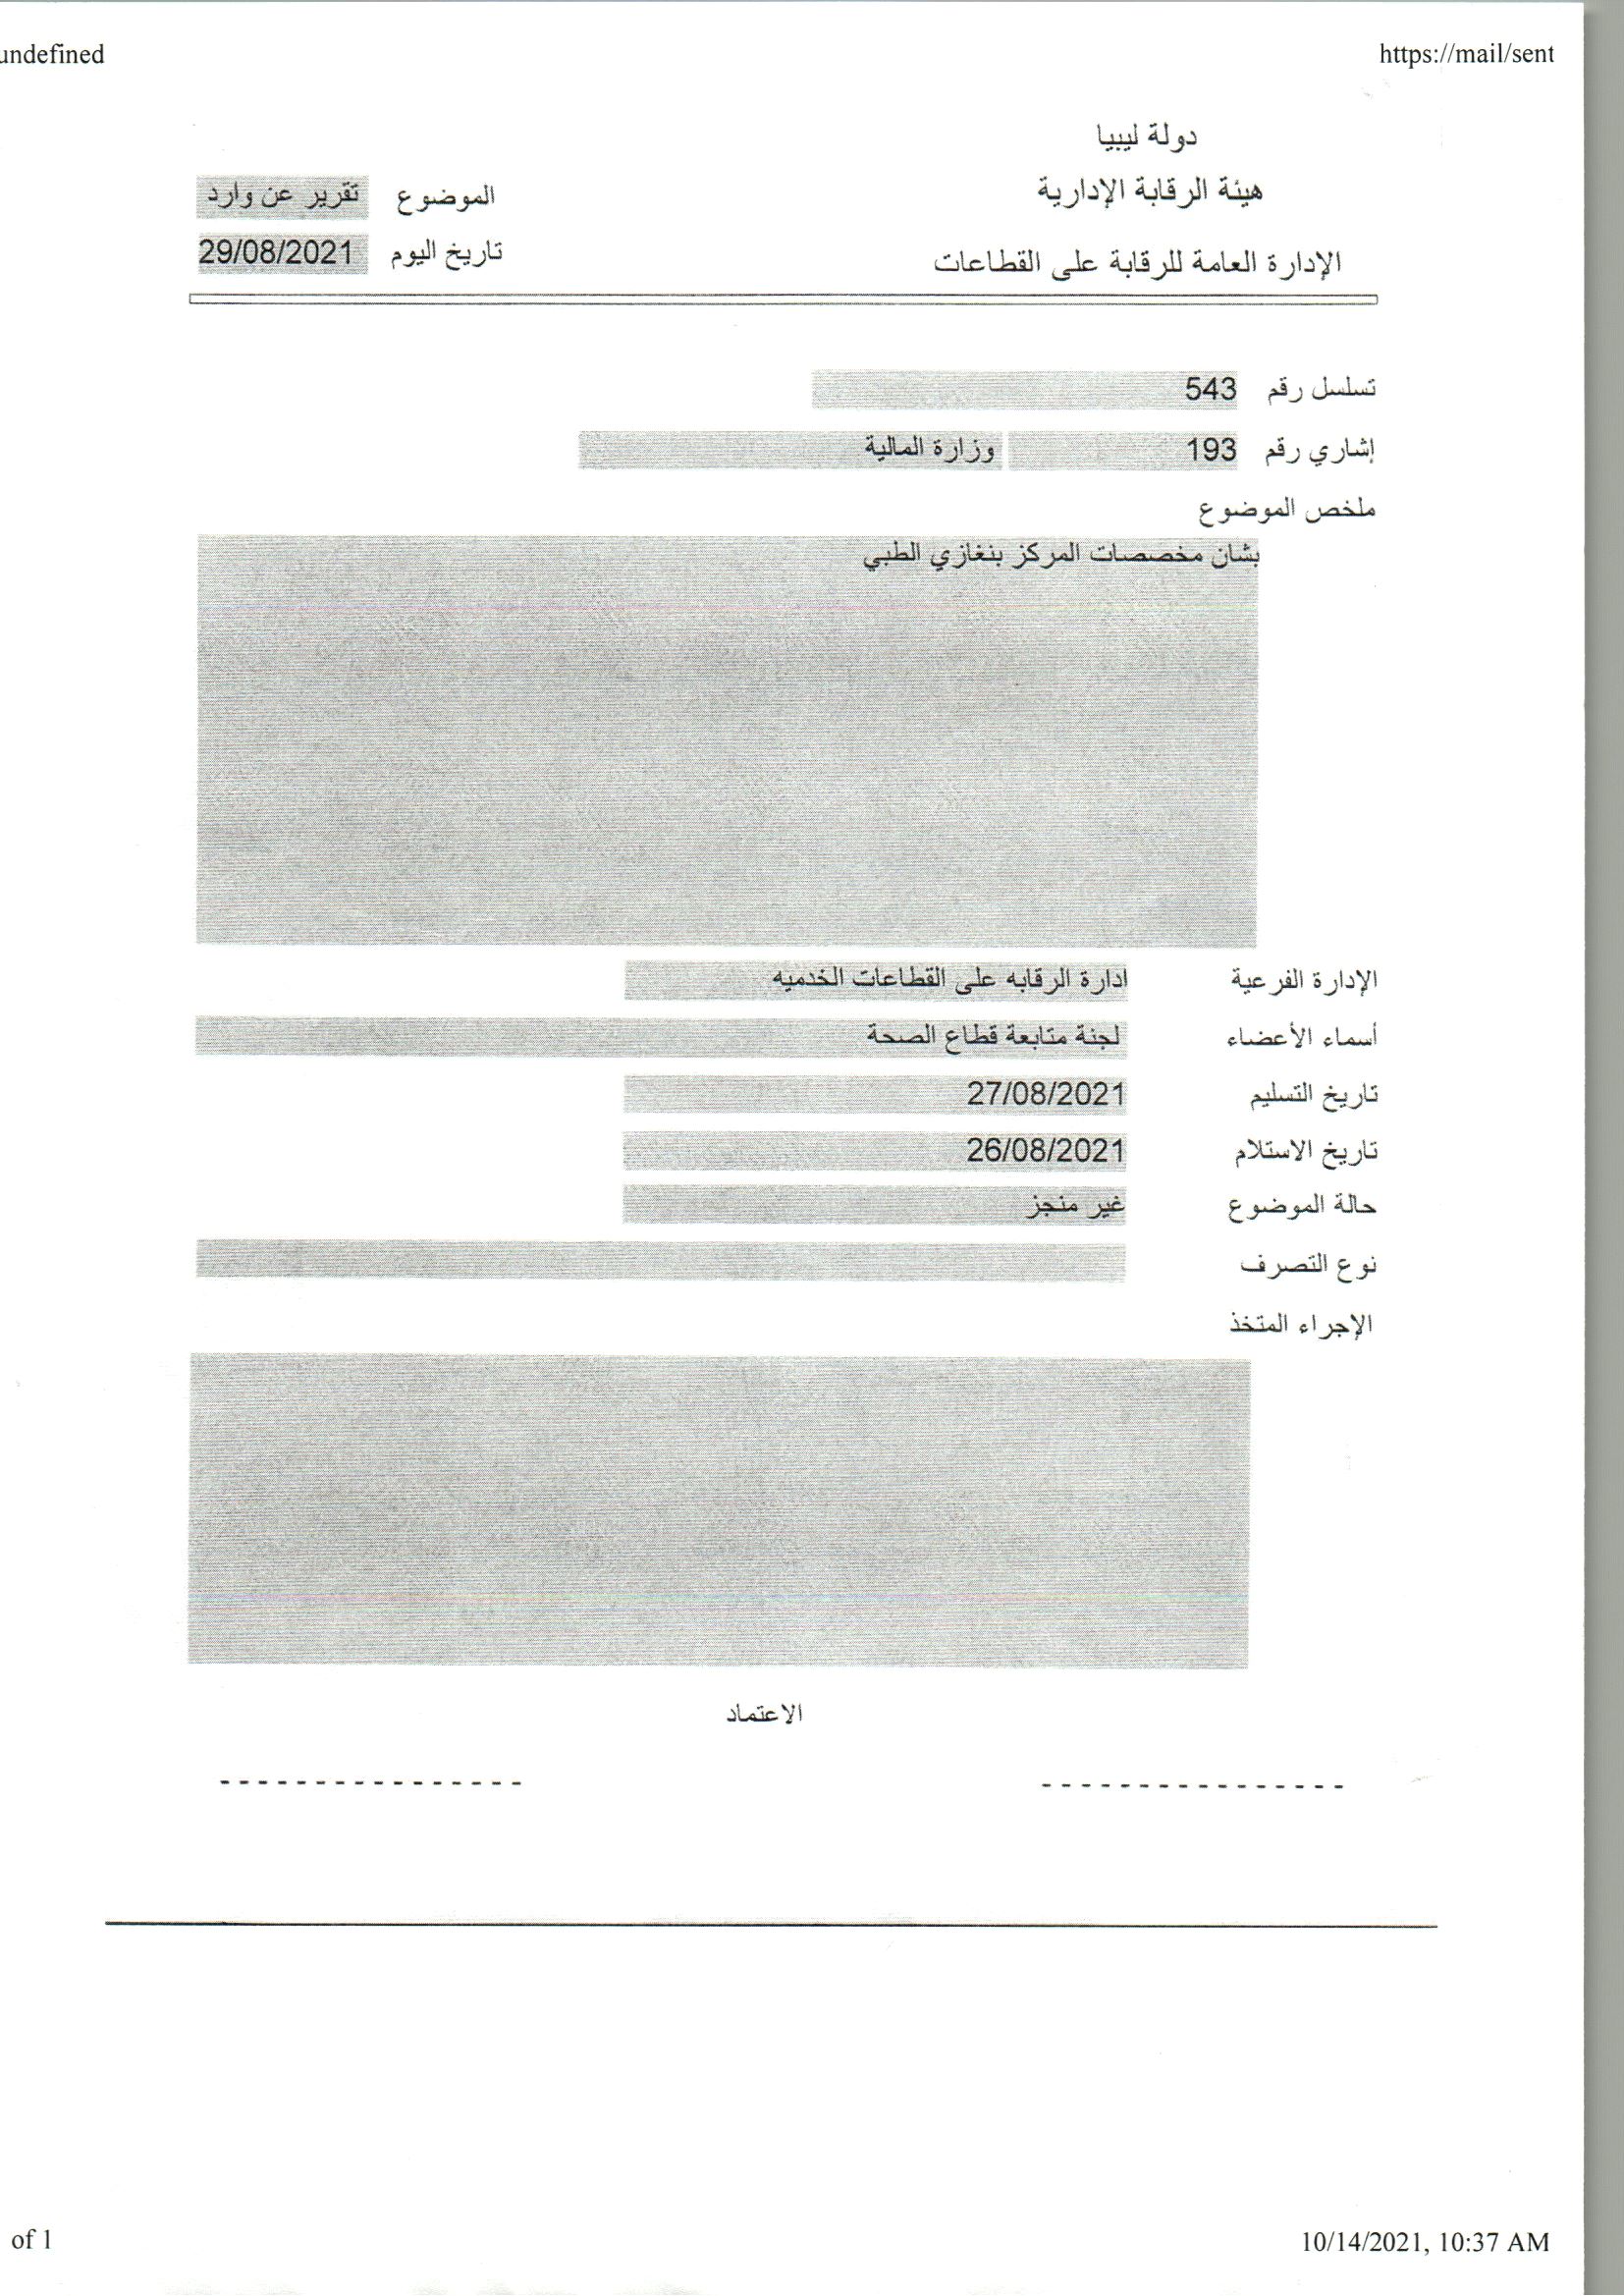 undefined
https://mail/sent
دولة ليبيا
هيئة الرقابة الإدارية
الموضوع تقرير عن وارد
الإدارة العامة للرقابة على القطاعات
تاريخ اليوم 29/08/2021
تسلسل رقم 543
إشاري رقم 193 وزارة المالية
ملخص الموضوع
بشان مخصصات المركز بنغازي الطبي
الإدارة الفرعية ادارة الرقابه على القطاعات الخدميه
أسماء الأعضاء لجنة متابعة قطاع الصحة
تاريخ التسليم 27/08/2021
تاريخ الاستلام 26/08/2021
حالة الموضوع غير منجز
نوع التصرف
الإجراء المتخذ
الاعتماد
---------------- ----------------
of 1
10/14/2021, 10:37 AM